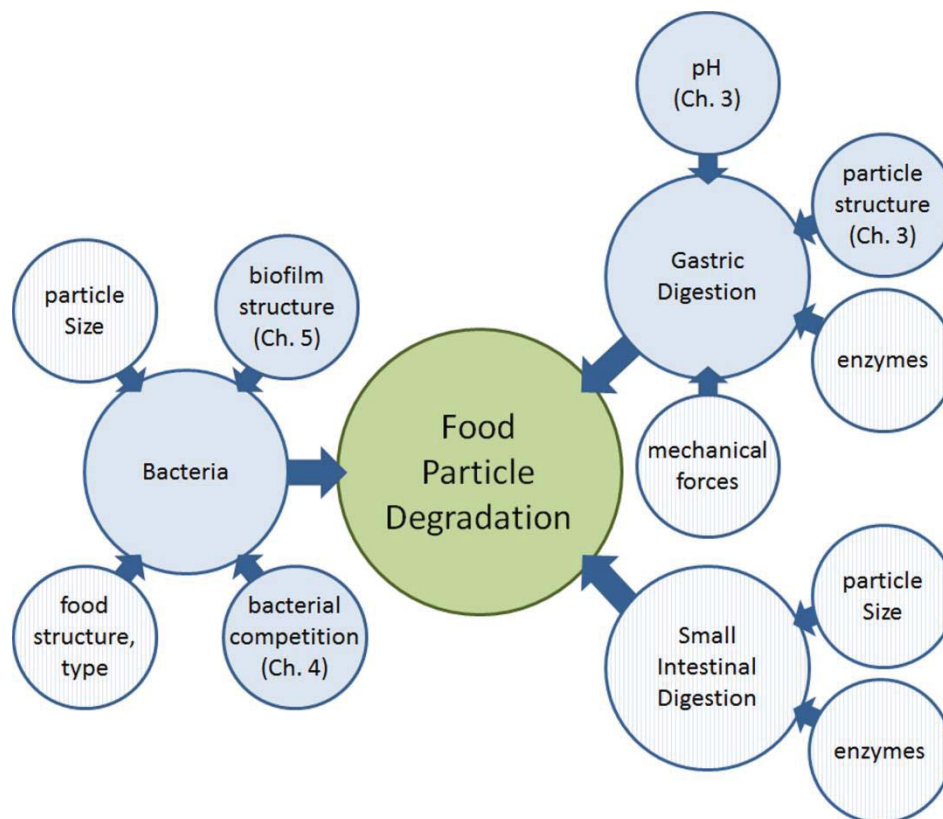 pH
(Ch. 3)
particle
structure
(Ch. 3)
Gastric
Digestion
enzymes
mechanical
forces
particle
Size
biofilm
structure
(Ch. 5)
Bacteria
food
structure,
type
bacterial
competition
(Ch. 4)
Food
Particle
Degradation
Small
Intestinal
Digestion
particle
Size
enzymes